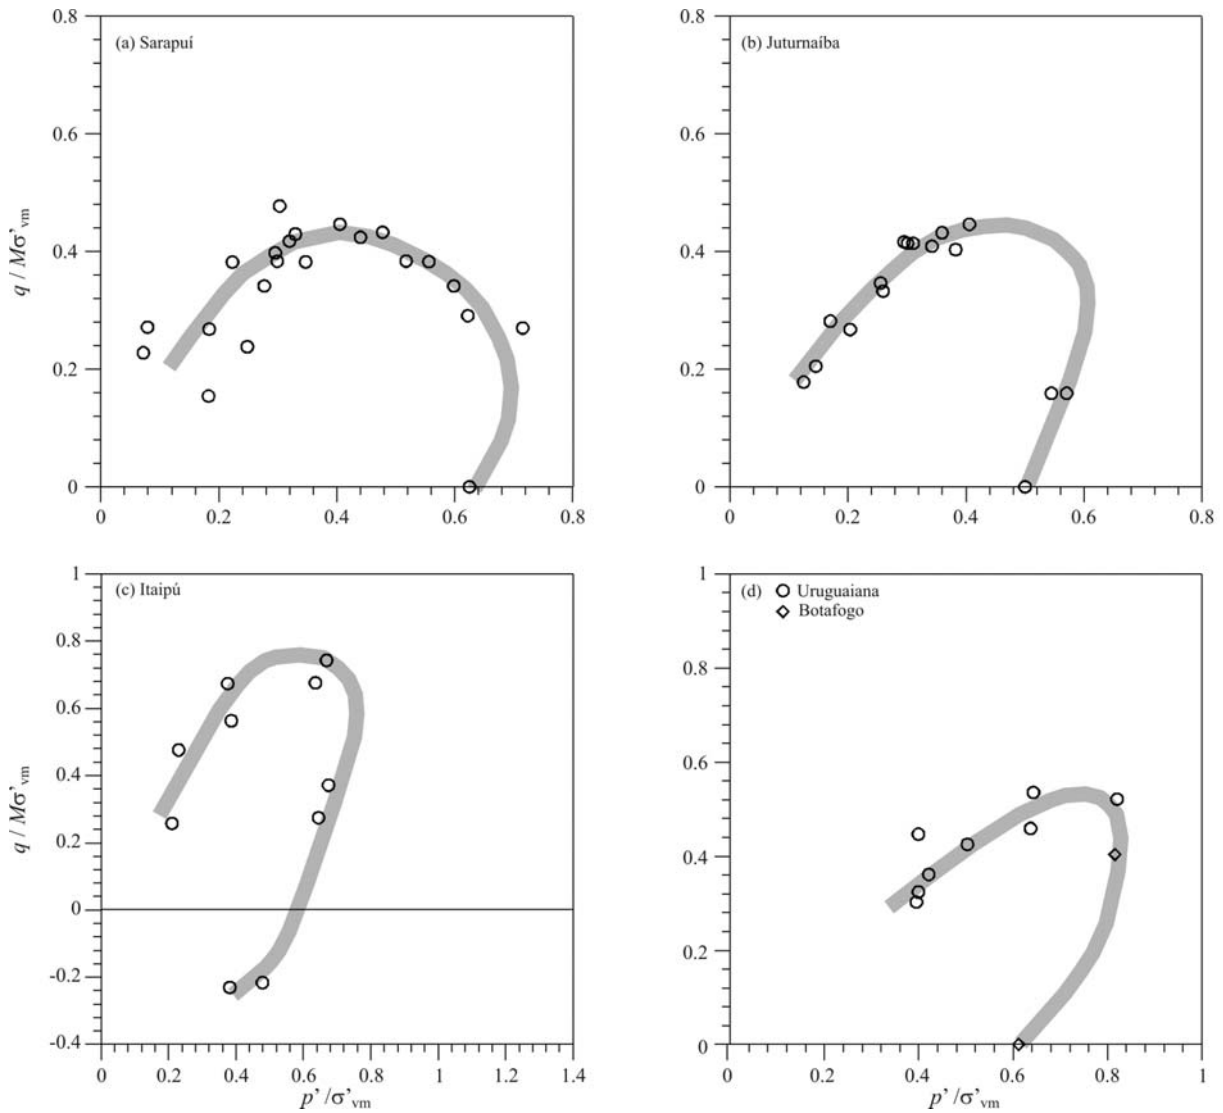 (a) Sarapuí
0.8
0.6
0.4
0.2
0
q / Mσ'vm
0 0.2 0.4 0.6 0.8
(b) Juturnaíba
0.8
0.6
0.4
0.2
0
0 0.2 0.4 0.6 0.8
(c) Itaipú
1
0.8
0.6
0.4
0.2
0
-0.2
-0.4
q / Mσ'vm
0 0.2 0.4 0.6 0.8 1 1.2 1.4
p' /σ'vm
(d) Uruguaiana
Botafogo
1
0.8
0.6
0.4
0.2
0
0 0.2 0.4 0.6 0.8 1
p' /σ'vm